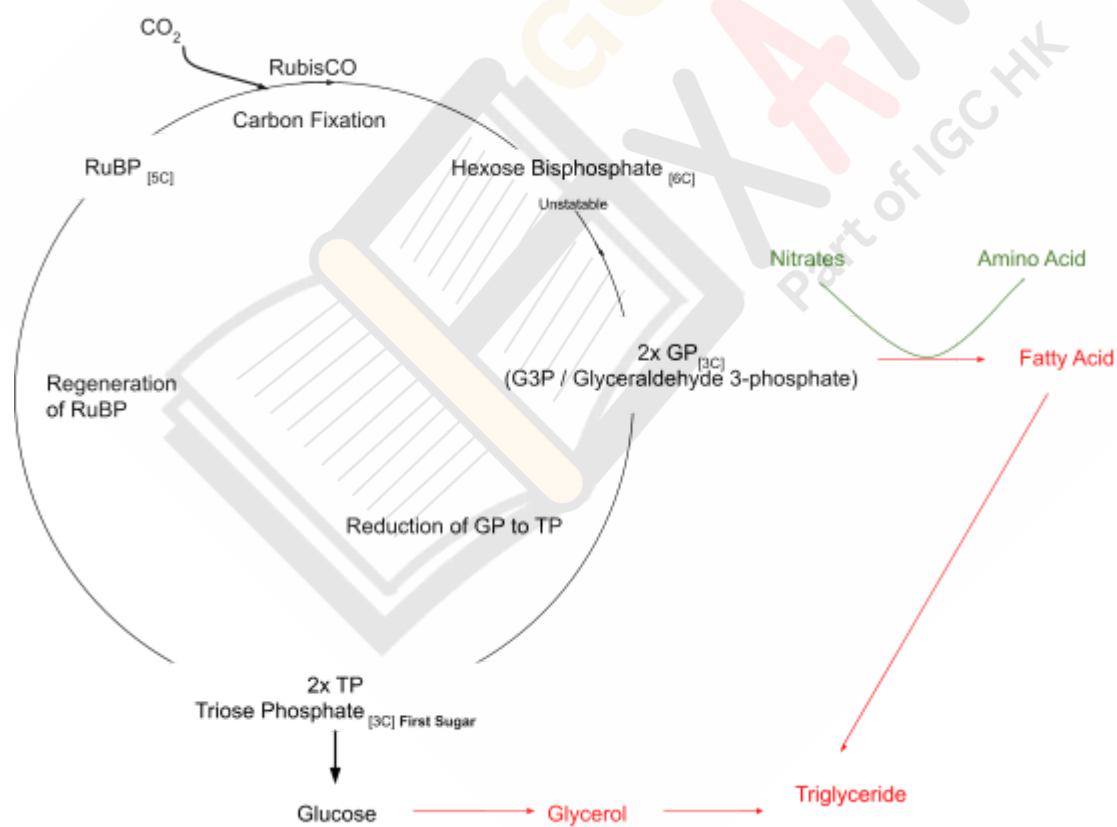 CO2
RubisCO
Carbon Fixation
RuBP [5C]
Hexose Bisphosphate [6C]
Unstatable
Nitrates
Amino Acid
2x GP[3C]
(G3P / Glyceraldehyde 3-phosphate)
Fatty Acid
Regeneration
of RuBP
Reduction of GP to TP
2x TP
Triose Phosphate [3C] First Sugar
Glucose
Glycerol
Triglyceride
Part of IGC HK